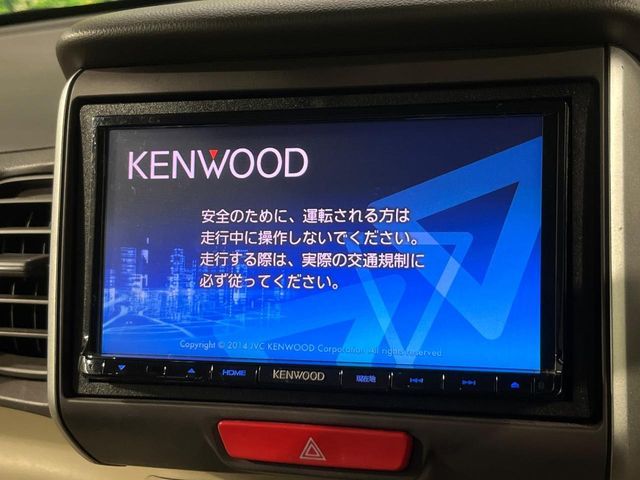 KENWOOD
安全のために、運転される方は
走行中に操作しないでください。
走行する際は、実際の交通規制に
必ず従ってください。
Copyright © 2014 JVC KENWOOD Corporation All rights reserved.
HOME KENWOOD 現在地